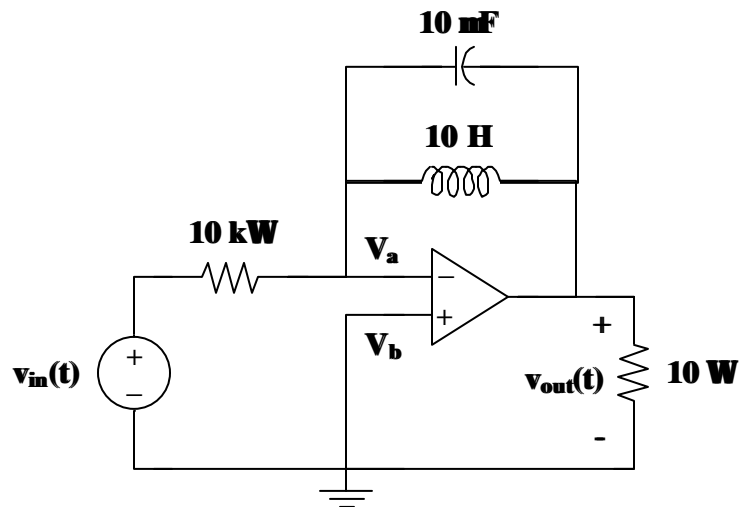 10 mF
10 H
10 kW
Va
−
+
Vb
+
−
vin(t)
+
vout(t)
-
10 W